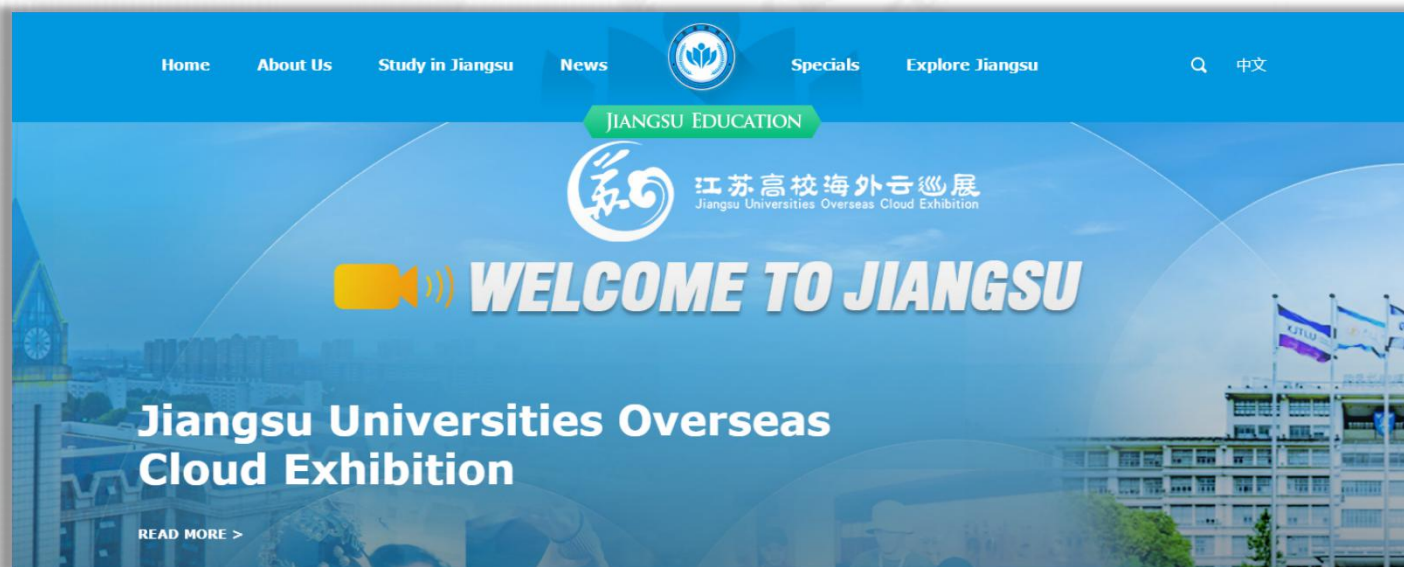 Home About Us Study in Jiangsu News Specials Explore Jiangsu 中文
JIANGSU EDUCATION
江苏高校海外云巡展
Jiangsu Universities Overseas Cloud Exhibition
WELCOME TO JIANGSU
XJTLU
Jiangsu Universities Overseas
Cloud Exhibition
READ MORE >